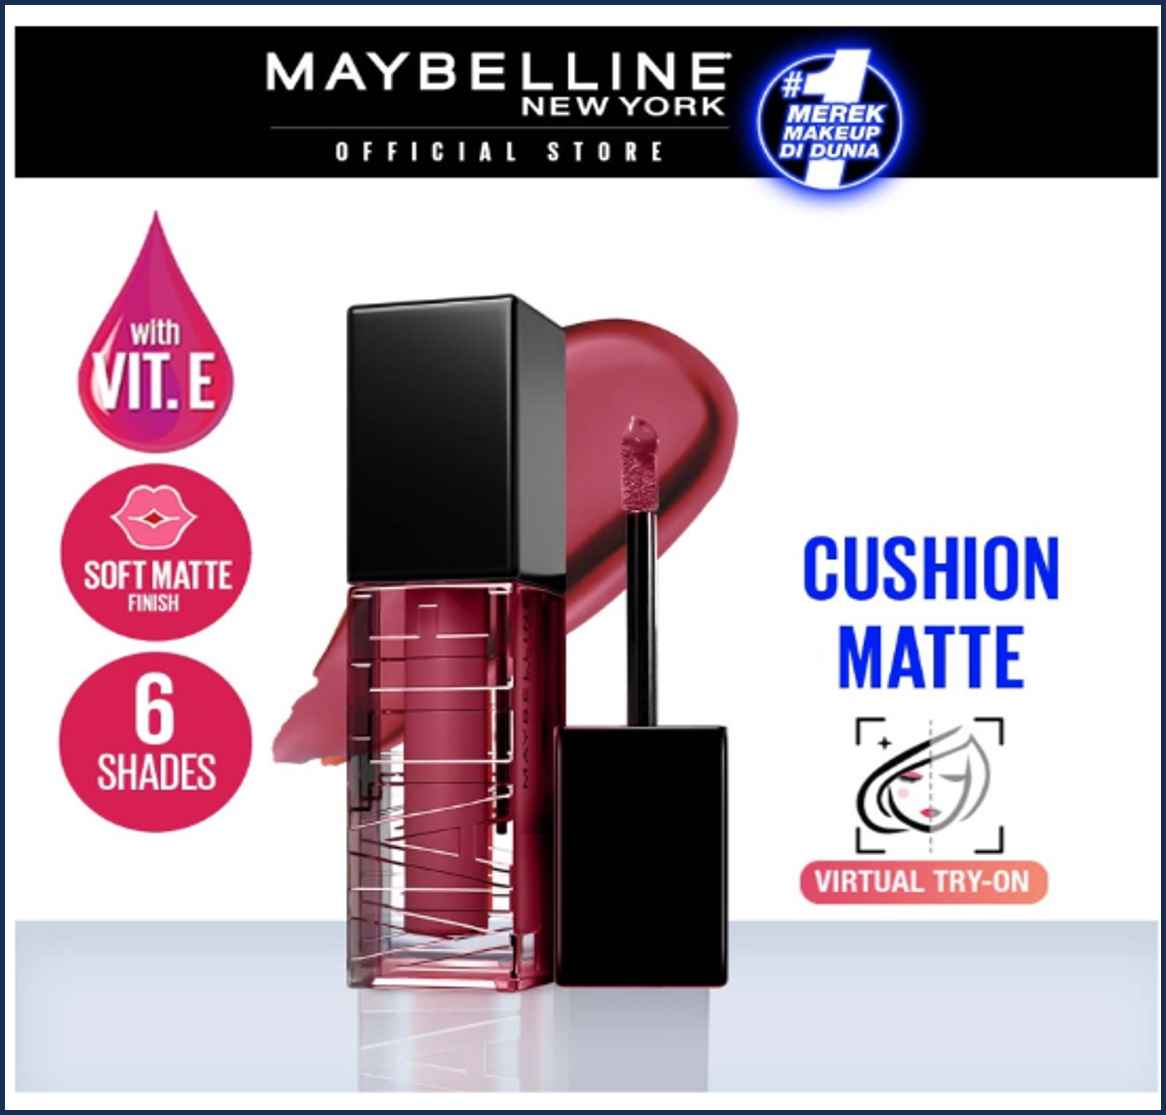 MAYBELLINE
NEW YORK
OFFICIAL STORE
#1
MEREK
MAKEUP
DI DUNIA
with
VIT. E
SOFT MATTE
FINISH
6
SHADES
MAYBELLINE
CUSHION
MATTE
VIRTUAL TRY-ON